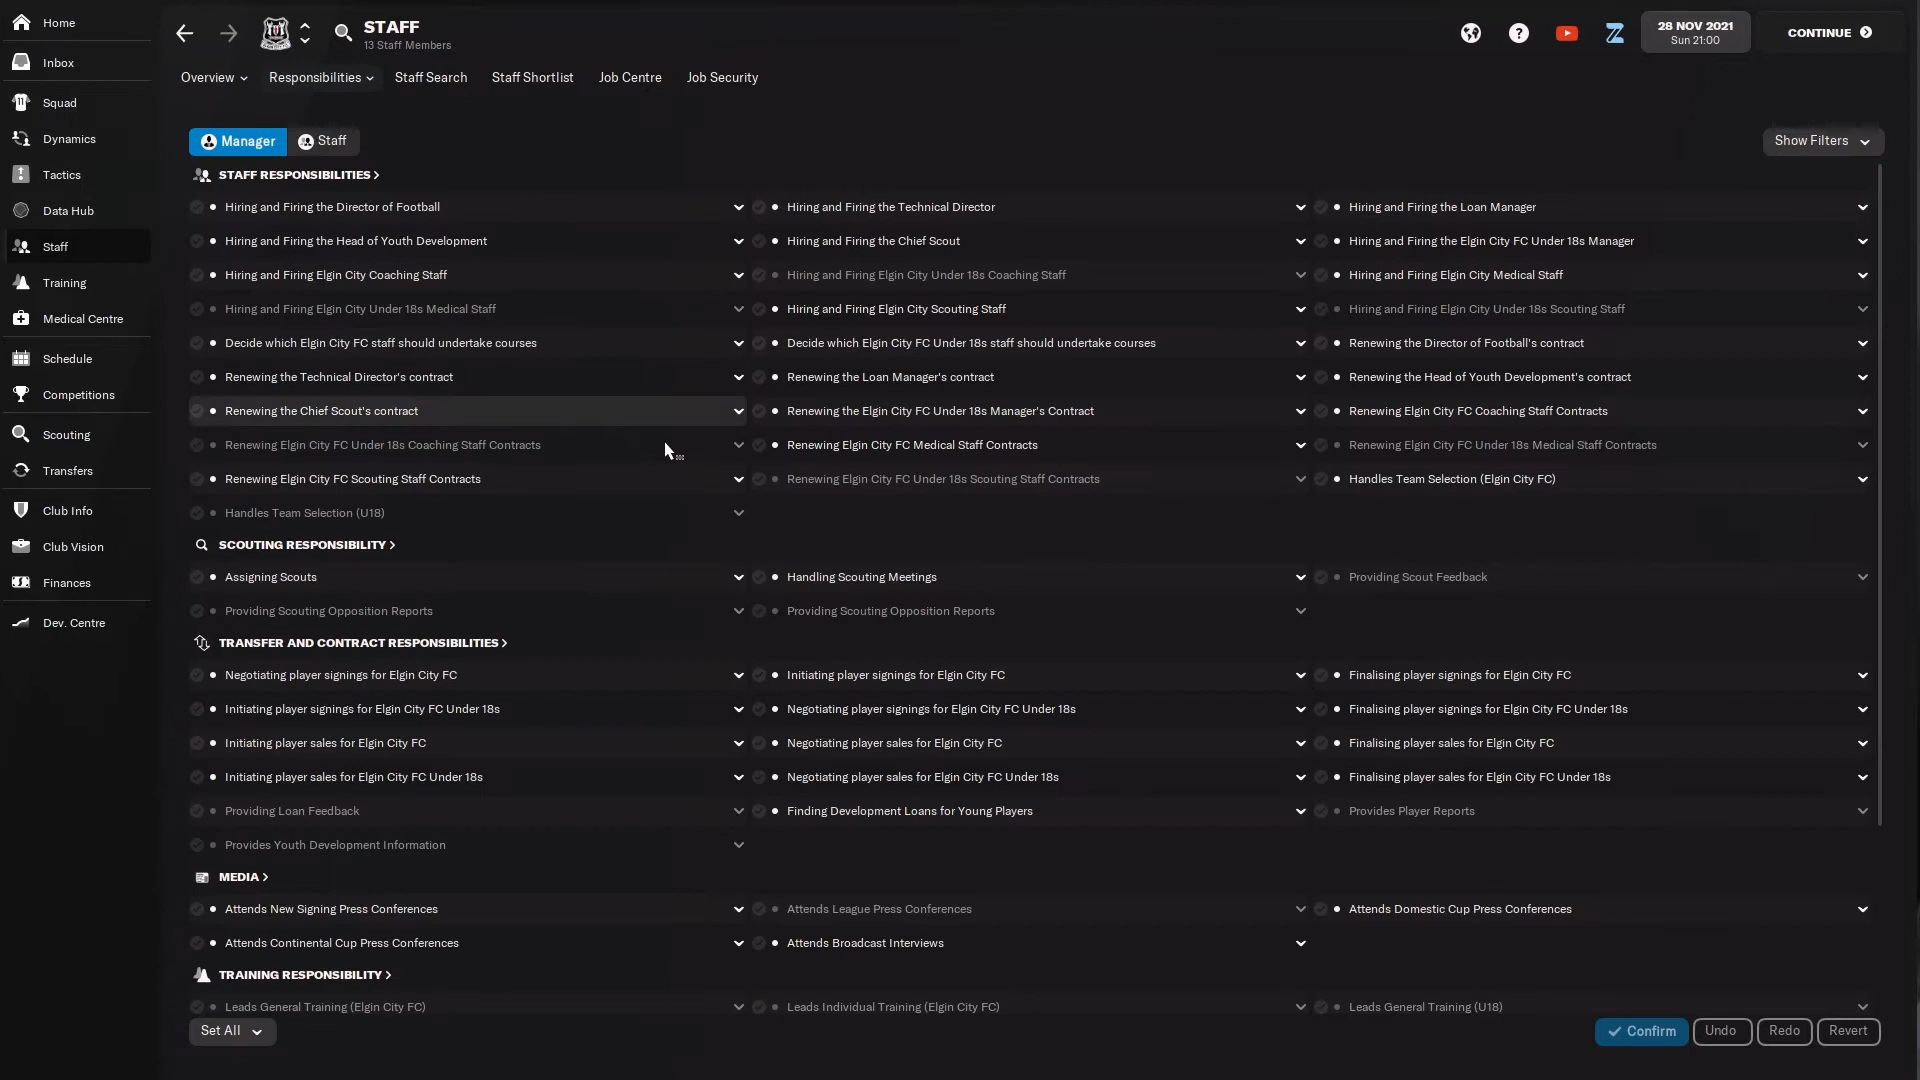 Home
Inbox
Squad
Dynamics
Tactics
Data Hub
Staff
Training
Medical Centre
Schedule
Competitions
Scouting
Transfers
Club Info
Club Vision
Finances
Dev. Centre
STAFF
13 Staff Members
28 NOV 2021
Sun 21:00
CONTINUE
Overview Responsibilities Staff Search Staff Shortlist Job Centre Job Security
Manager Staff
Show Filters
STAFF RESPONSIBILITIES >
Hiring and Firing the Director of Football Hiring and Firing the Technical Director Hiring and Firing the Loan Manager
Hiring and Firing the Head of Youth Development Hiring and Firing the Chief Scout Hiring and Firing the Elgin City FC Under 18s Manager
Hiring and Firing Elgin City Coaching Staff Hiring and Firing Elgin City Under 18s Coaching Staff Hiring and Firing Elgin City Medical Staff
Hiring and Firing Elgin City Under 18s Medical Staff Hiring and Firing Elgin City Scouting Staff Hiring and Firing Elgin City Under 18s Scouting Staff
Decide which Elgin City FC staff should undertake courses Decide which Elgin City FC Under 18s staff should undertake courses Renewing the Director of Football's contract
Renewing the Technical Director's contract Renewing the Loan Manager's contract Renewing the Head of Youth Development's contract
Renewing the Chief Scout's contract Renewing the Elgin City FC Under 18s Manager's Contract Renewing Elgin City FC Coaching Staff Contracts
Renewing Elgin City FC Under 18s Coaching Staff Contracts Renewing Elgin City FC Medical Staff Contracts Renewing Elgin City FC Under 18s Medical Staff Contracts
Renewing Elgin City FC Scouting Staff Contracts Renewing Elgin City FC Under 18s Scouting Staff Contracts Handles Team Selection (Elgin City FC)
Handles Team Selection (U18)
SCOUTING RESPONSIBILITY >
Assigning Scouts Handling Scouting Meetings Providing Scout Feedback
Providing Scouting Opposition Reports Providing Scouting Opposition Reports
TRANSFER AND CONTRACT RESPONSIBILITIES >
Negotiating player signings for Elgin City FC Initiating player signings for Elgin City FC Finalising player signings for Elgin City FC
Initiating player signings for Elgin City FC Under 18s Negotiating player signings for Elgin City FC Under 18s Finalising player signings for Elgin City FC Under 18s
Initiating player sales for Elgin City FC Negotiating player sales for Elgin City FC Finalising player sales for Elgin City FC
Initiating player sales for Elgin City FC Under 18s Negotiating player sales for Elgin City FC Under 18s Finalising player sales for Elgin City FC Under 18s
Providing Loan Feedback Finding Development Loans for Young Players Provides Player Reports
Provides Youth Development Information
MEDIA >
Attends New Signing Press Conferences Attends League Press Conferences Attends Domestic Cup Press Conferences
Attends Continental Cup Press Conferences Attends Broadcast Interviews
TRAINING RESPONSIBILITY >
Leads General Training (Elgin City FC) Leads Individual Training (Elgin City FC) Leads General Training (U18)
Set All
Confirm Undo Redo Revert